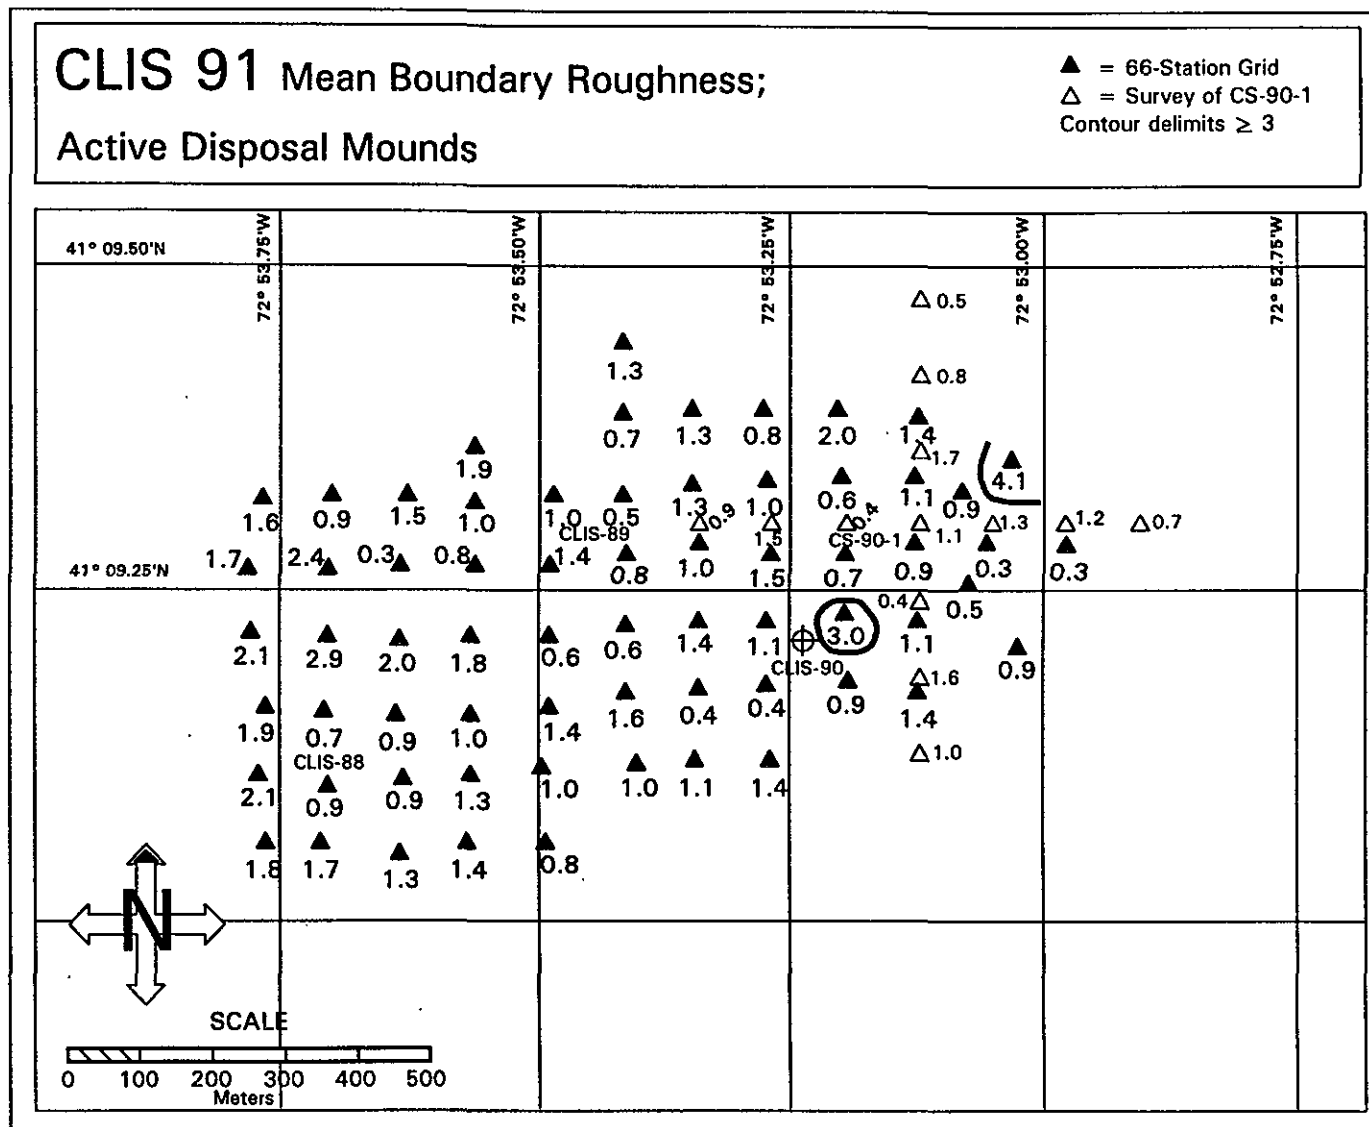 CLIS 91 Mean Boundary Roughness;
Active Disposal Mounds
▲ = 66-Station Grid
△ = Survey of CS-90-1
Contour delimits ≥ 3
41° 09.50'N
72° 53.75'W
72° 53.50'W
72° 53.25'W
72° 53.00'W
72° 52.75'W
0.5
1.3
0.8
0.7 1.3 0.8 2.0 1.4
1.9 1.7
4.1
1.6 0.9 1.5 1.0 1.0 0.5 1.3 1.0 0.6 1.1 0.9
0.9 0.4 1.2 0.7
CLIS-89 1.5 CS-90-1 1.1 1.3
1.7 2.4 0.3 0.8 1.4 0.8 1.0 1.5 0.7 0.9 0.3 0.3
41° 09.25'N
0.4 0.5
2.1 2.9 2.0 1.8 0.6 0.6 1.4 1.1 3.0 1.1 0.9
CLIS-90 1.6
1.9 0.7 0.9 1.0 1.4 1.6 0.4 0.4 0.9 1.4
CLIS-88 1.0
2.1 0.9 0.9 1.3 1.0 1.0 1.1 1.4
1.8 1.7 1.3 1.4 0.8
N
SCALE
0 100 200 300 400 500
Meters